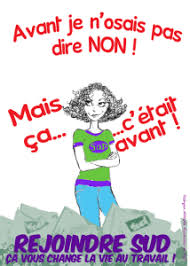 Avant je n'osais pas
dire NON !
Mais
ça...
...c'était
avant !
SUD
REJOINDRE SUD
ÇA VOUS CHANGE LA VIE AU TRAVAIL !